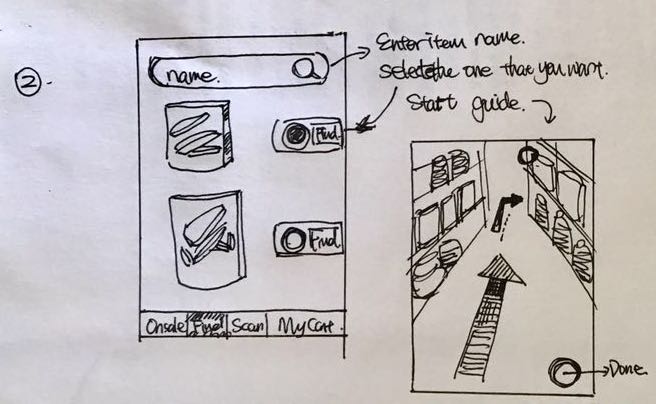 ②
name.
Enter item name.
Select the one that you want.
Start guide.
Find
Find
Onsale Find Scan My Cart.
Done.